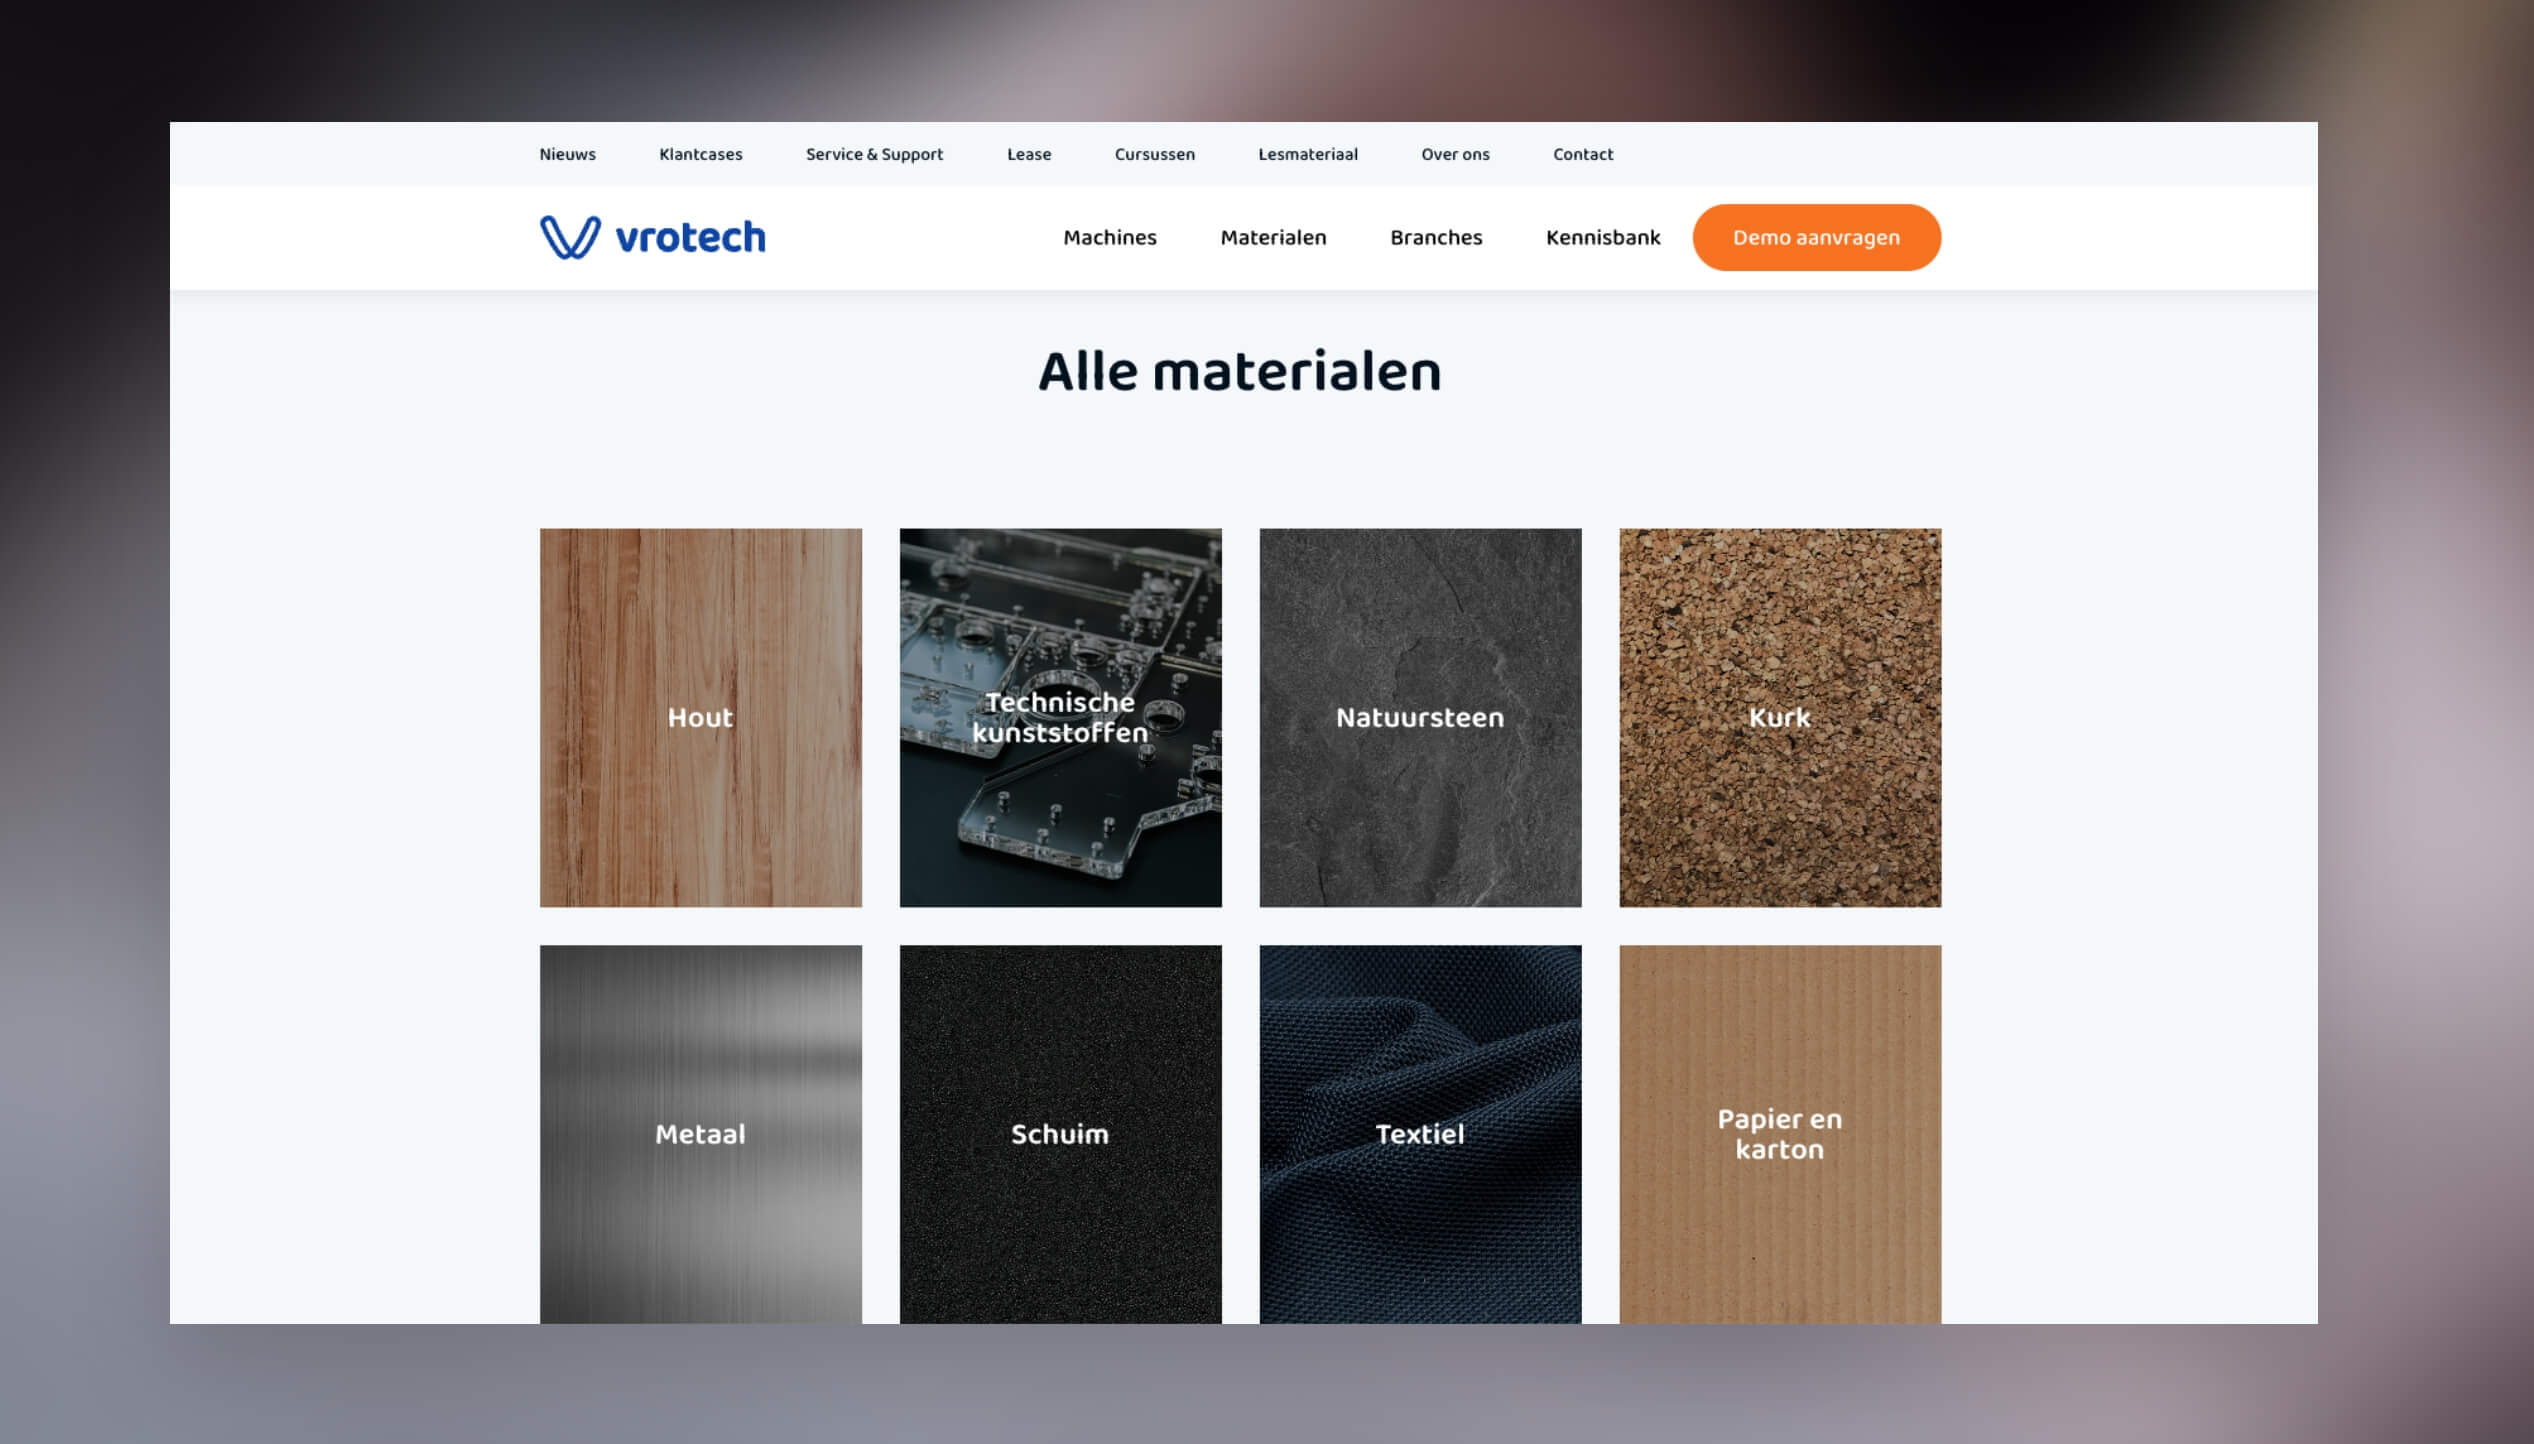 Nieuws Klantcases Service & Support Lease Cursussen Lesmateriaal Over ons Contact
vrotech Machines Materialen Branches Kennisbank Demo aanvragen
Alle materialen
Hout
Technische
kunststoffen
Natuursteen
Kurk
Metaal
Schuim
Textiel
Papier en
karton